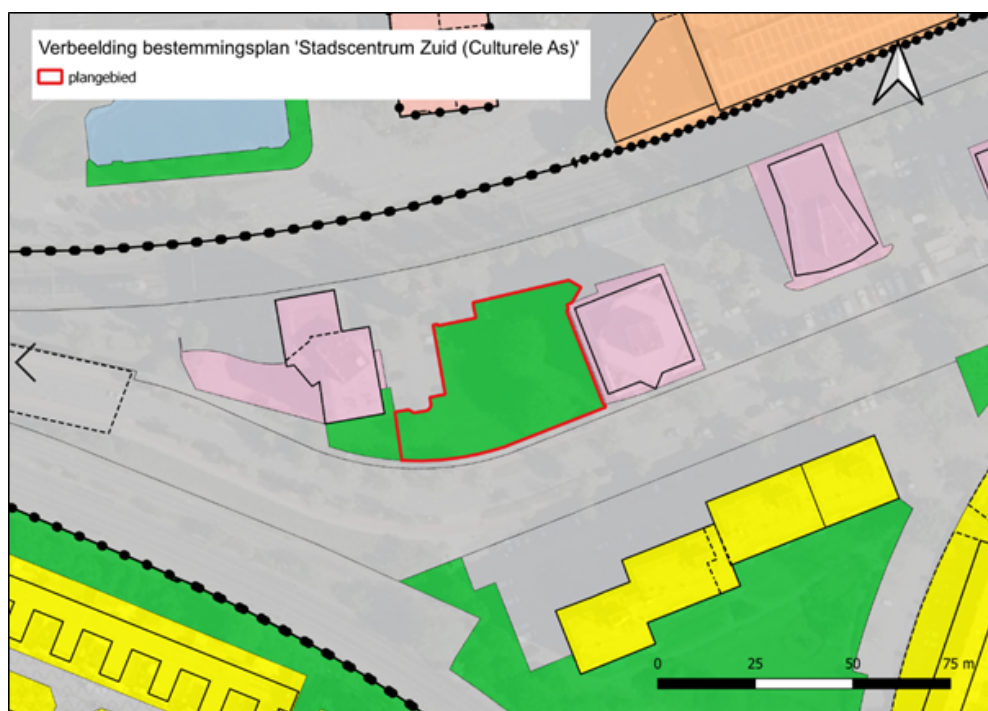 Verbeelding bestemmingsplan 'Stadscentrum Zuid (Culturele As)'
plangebied
0 25 50 75 m